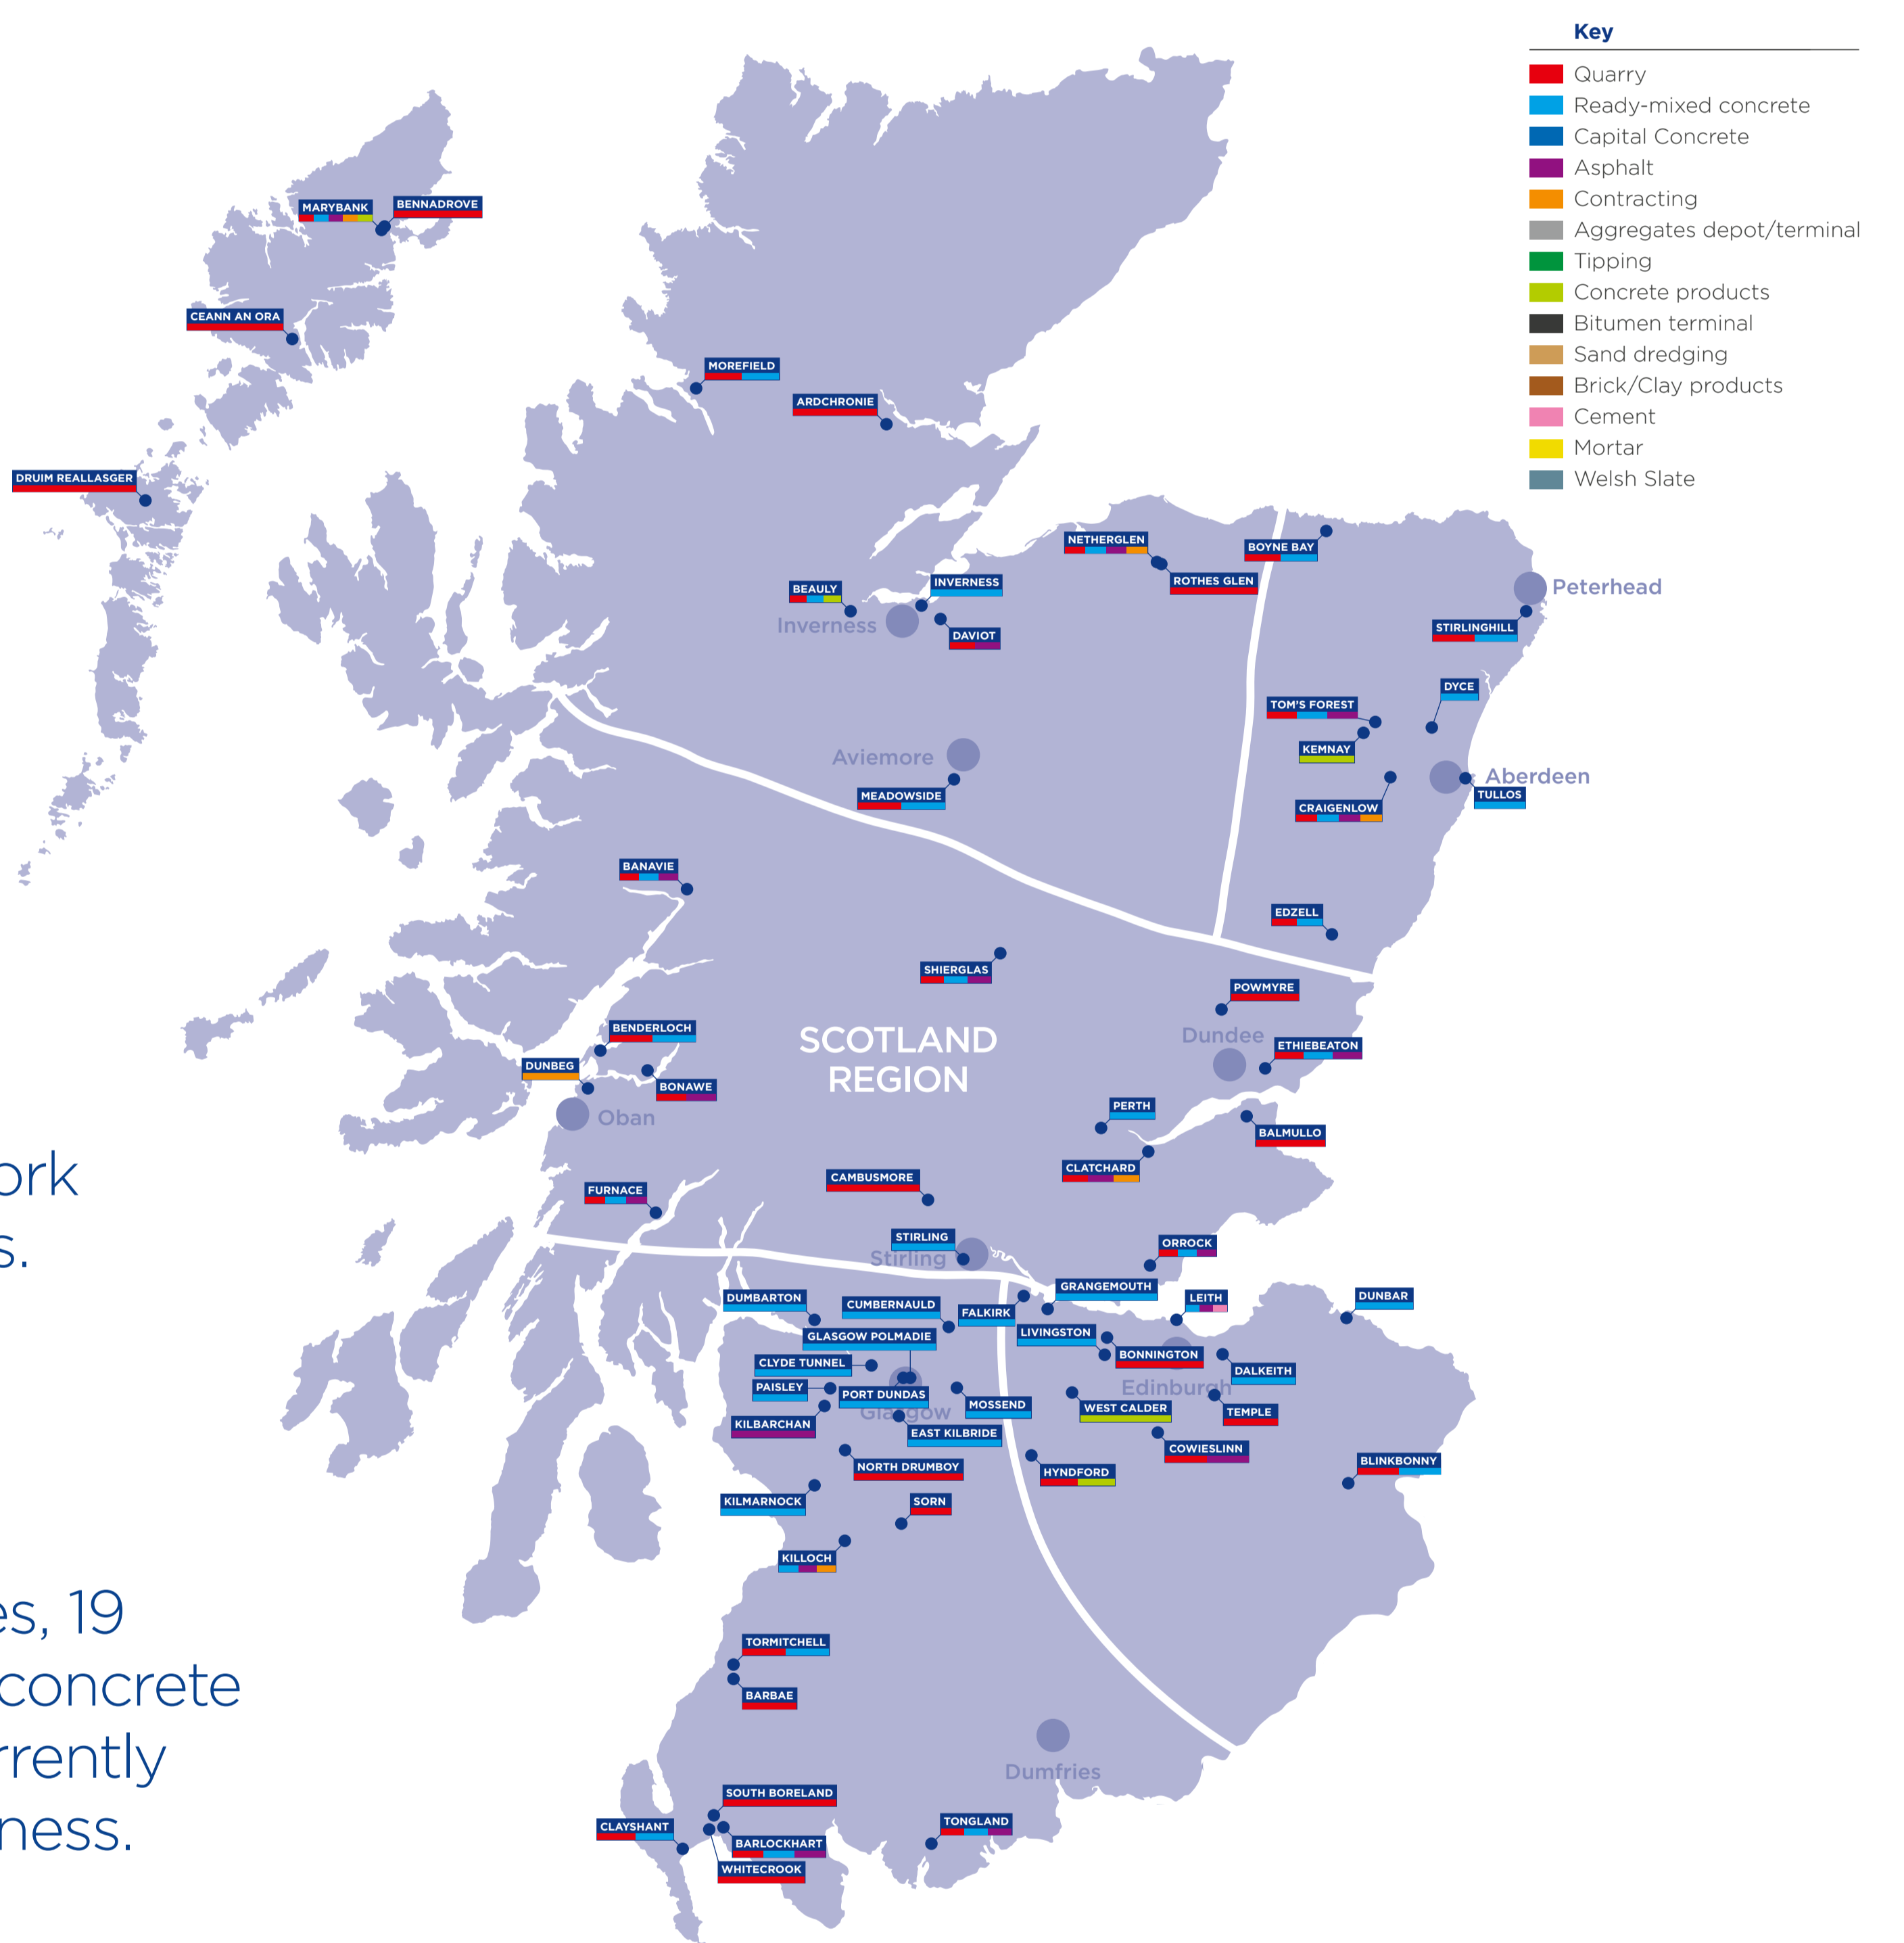 Key
Quarry
Ready-mixed concrete
Capital Concrete
Asphalt
Contracting
Aggregates depot/terminal
Tipping
Concrete products
Bitumen terminal
Sand dredging
Brick/Clay products
Cement
Mortar
Welsh Slate
MARYBANK
BENNADROVE
CEANN AN ORA
MOREFIELD
ARDCHRONIE
DRUIM REALLASGER
NETHERGLEN
BOYNE BAY
ROTHES GLEN
BEAULY
INVERNESS
Inverness
DAVIOT
Peterhead
STIRLINGHILL
DYCE
TOM'S FOREST
KEMNAY
Aviemore
MEADOWSIDE
Aberdeen
TULLOS
CRAIGENLOW
BANAVIE
EDZELL
SHIERGLAS
POWMYRE
SCOTLAND
REGION
BENDERLOCH
DUNBEG
BONAWE
Oban
Dundee
ETHIEBEATON
PERTH
BALMULLO
CLATCHARD
CAMBUSMORE
FURNACE
STIRLING
Stirling
ORROCK
GRANGEMOUTH
DUMBARTON
CUMBERNAULD
FALKIRK
LEITH
DUNBAR
GLASGOW POLMADIE
LIVINGSTON
BONNINGTON
CLYDE TUNNEL
DALKEITH
PAISLEY
PORT DUNDAS
Edinburgh
MOSSEND
WEST CALDER
TEMPLE
Glasgow
KILBARCHAN
EAST KILBRIDE
COWIESLINN
NORTH DRUMBOY
HYNDFORD
BLINKBONNY
KILMARNOCK
SORN
KILLOCH
TORMITCHELL
BARBAE
Dumfries
SOUTH BORELAND
CLAYSHANT
BARLOCKHART
TONGLAND
WHITECROOK
ork
s.
es, 19
concrete
rrently
ness.